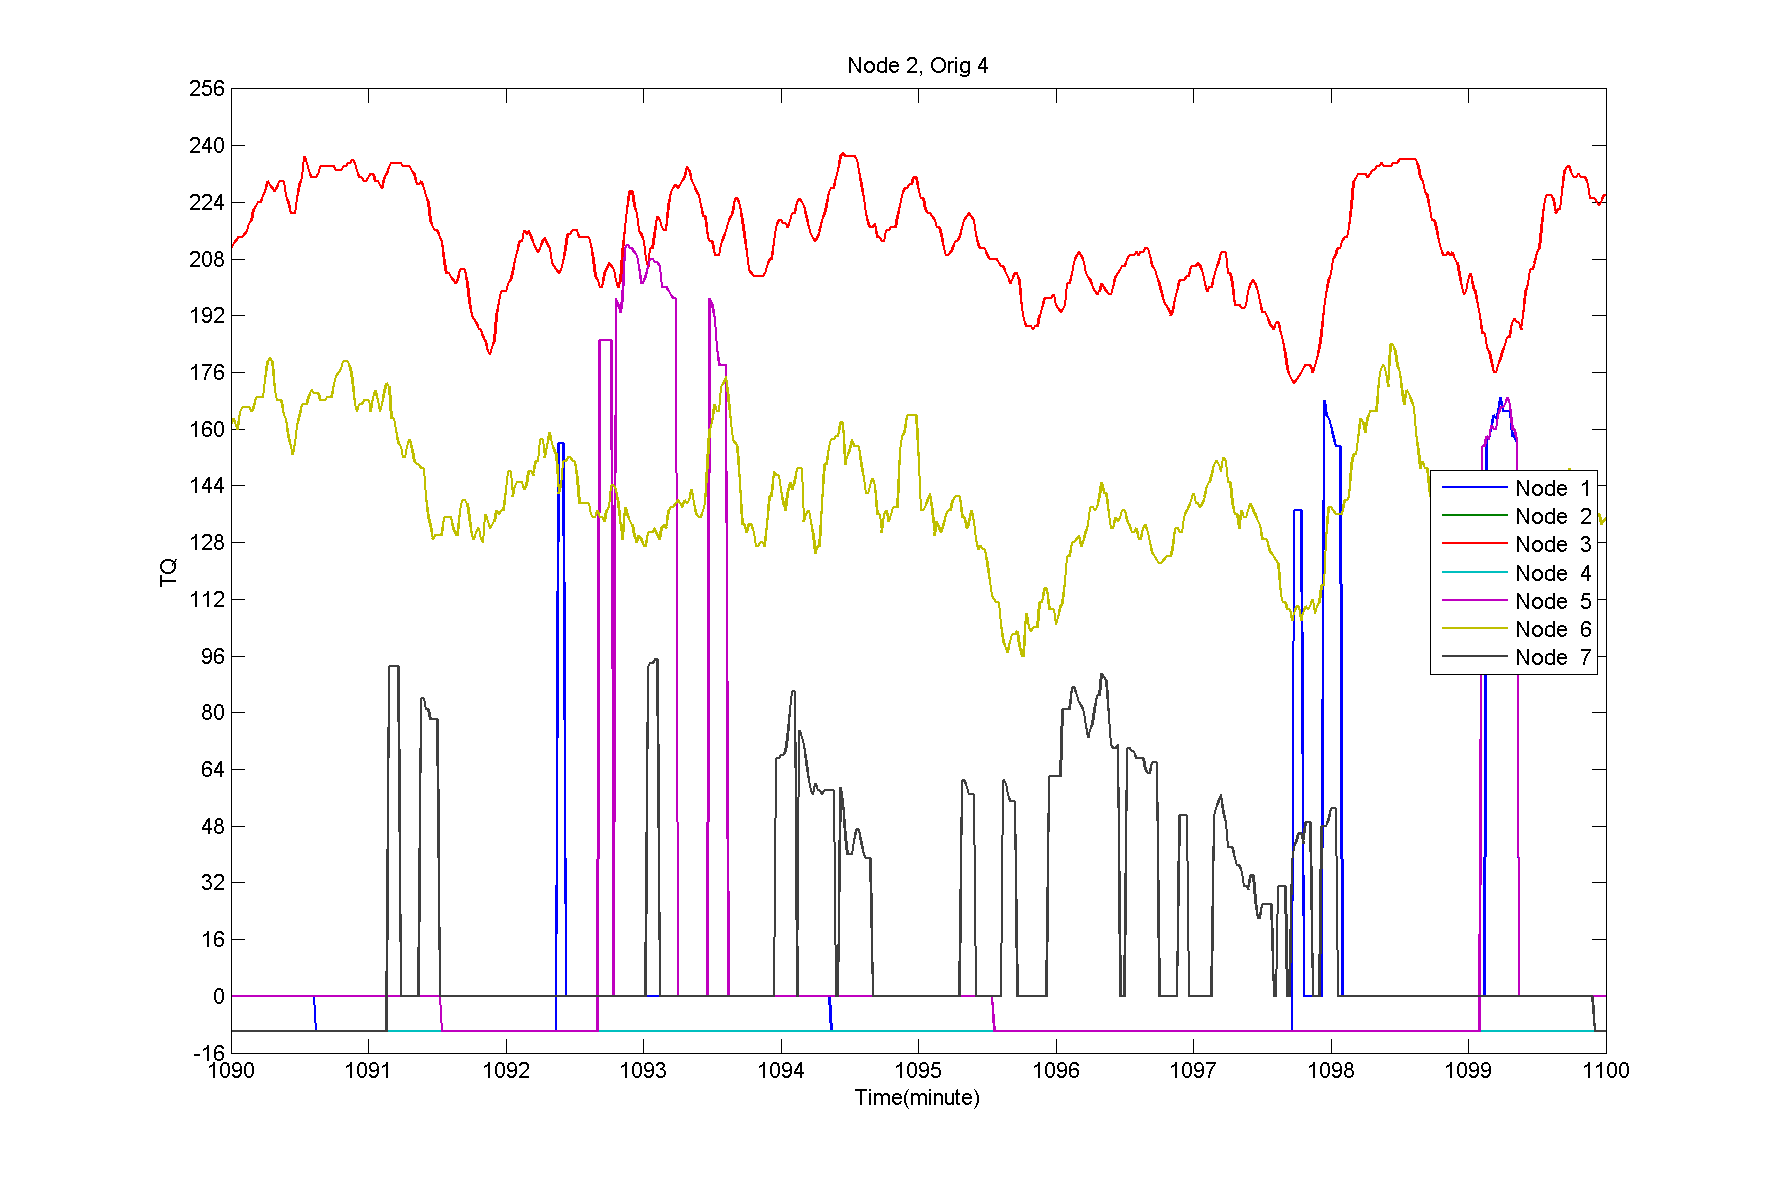 Node 2, Orig 4
256
240
224
208
192
176
160
144
128
112
96
80
64
48
32
16
0
-16
TQ
Node 1
Node 2
Node 3
Node 4
Node 5
Node 6
Node 7
1090 1091 1092 1093 1094 1095 1096 1097 1098 1099 1100
Time(minute)